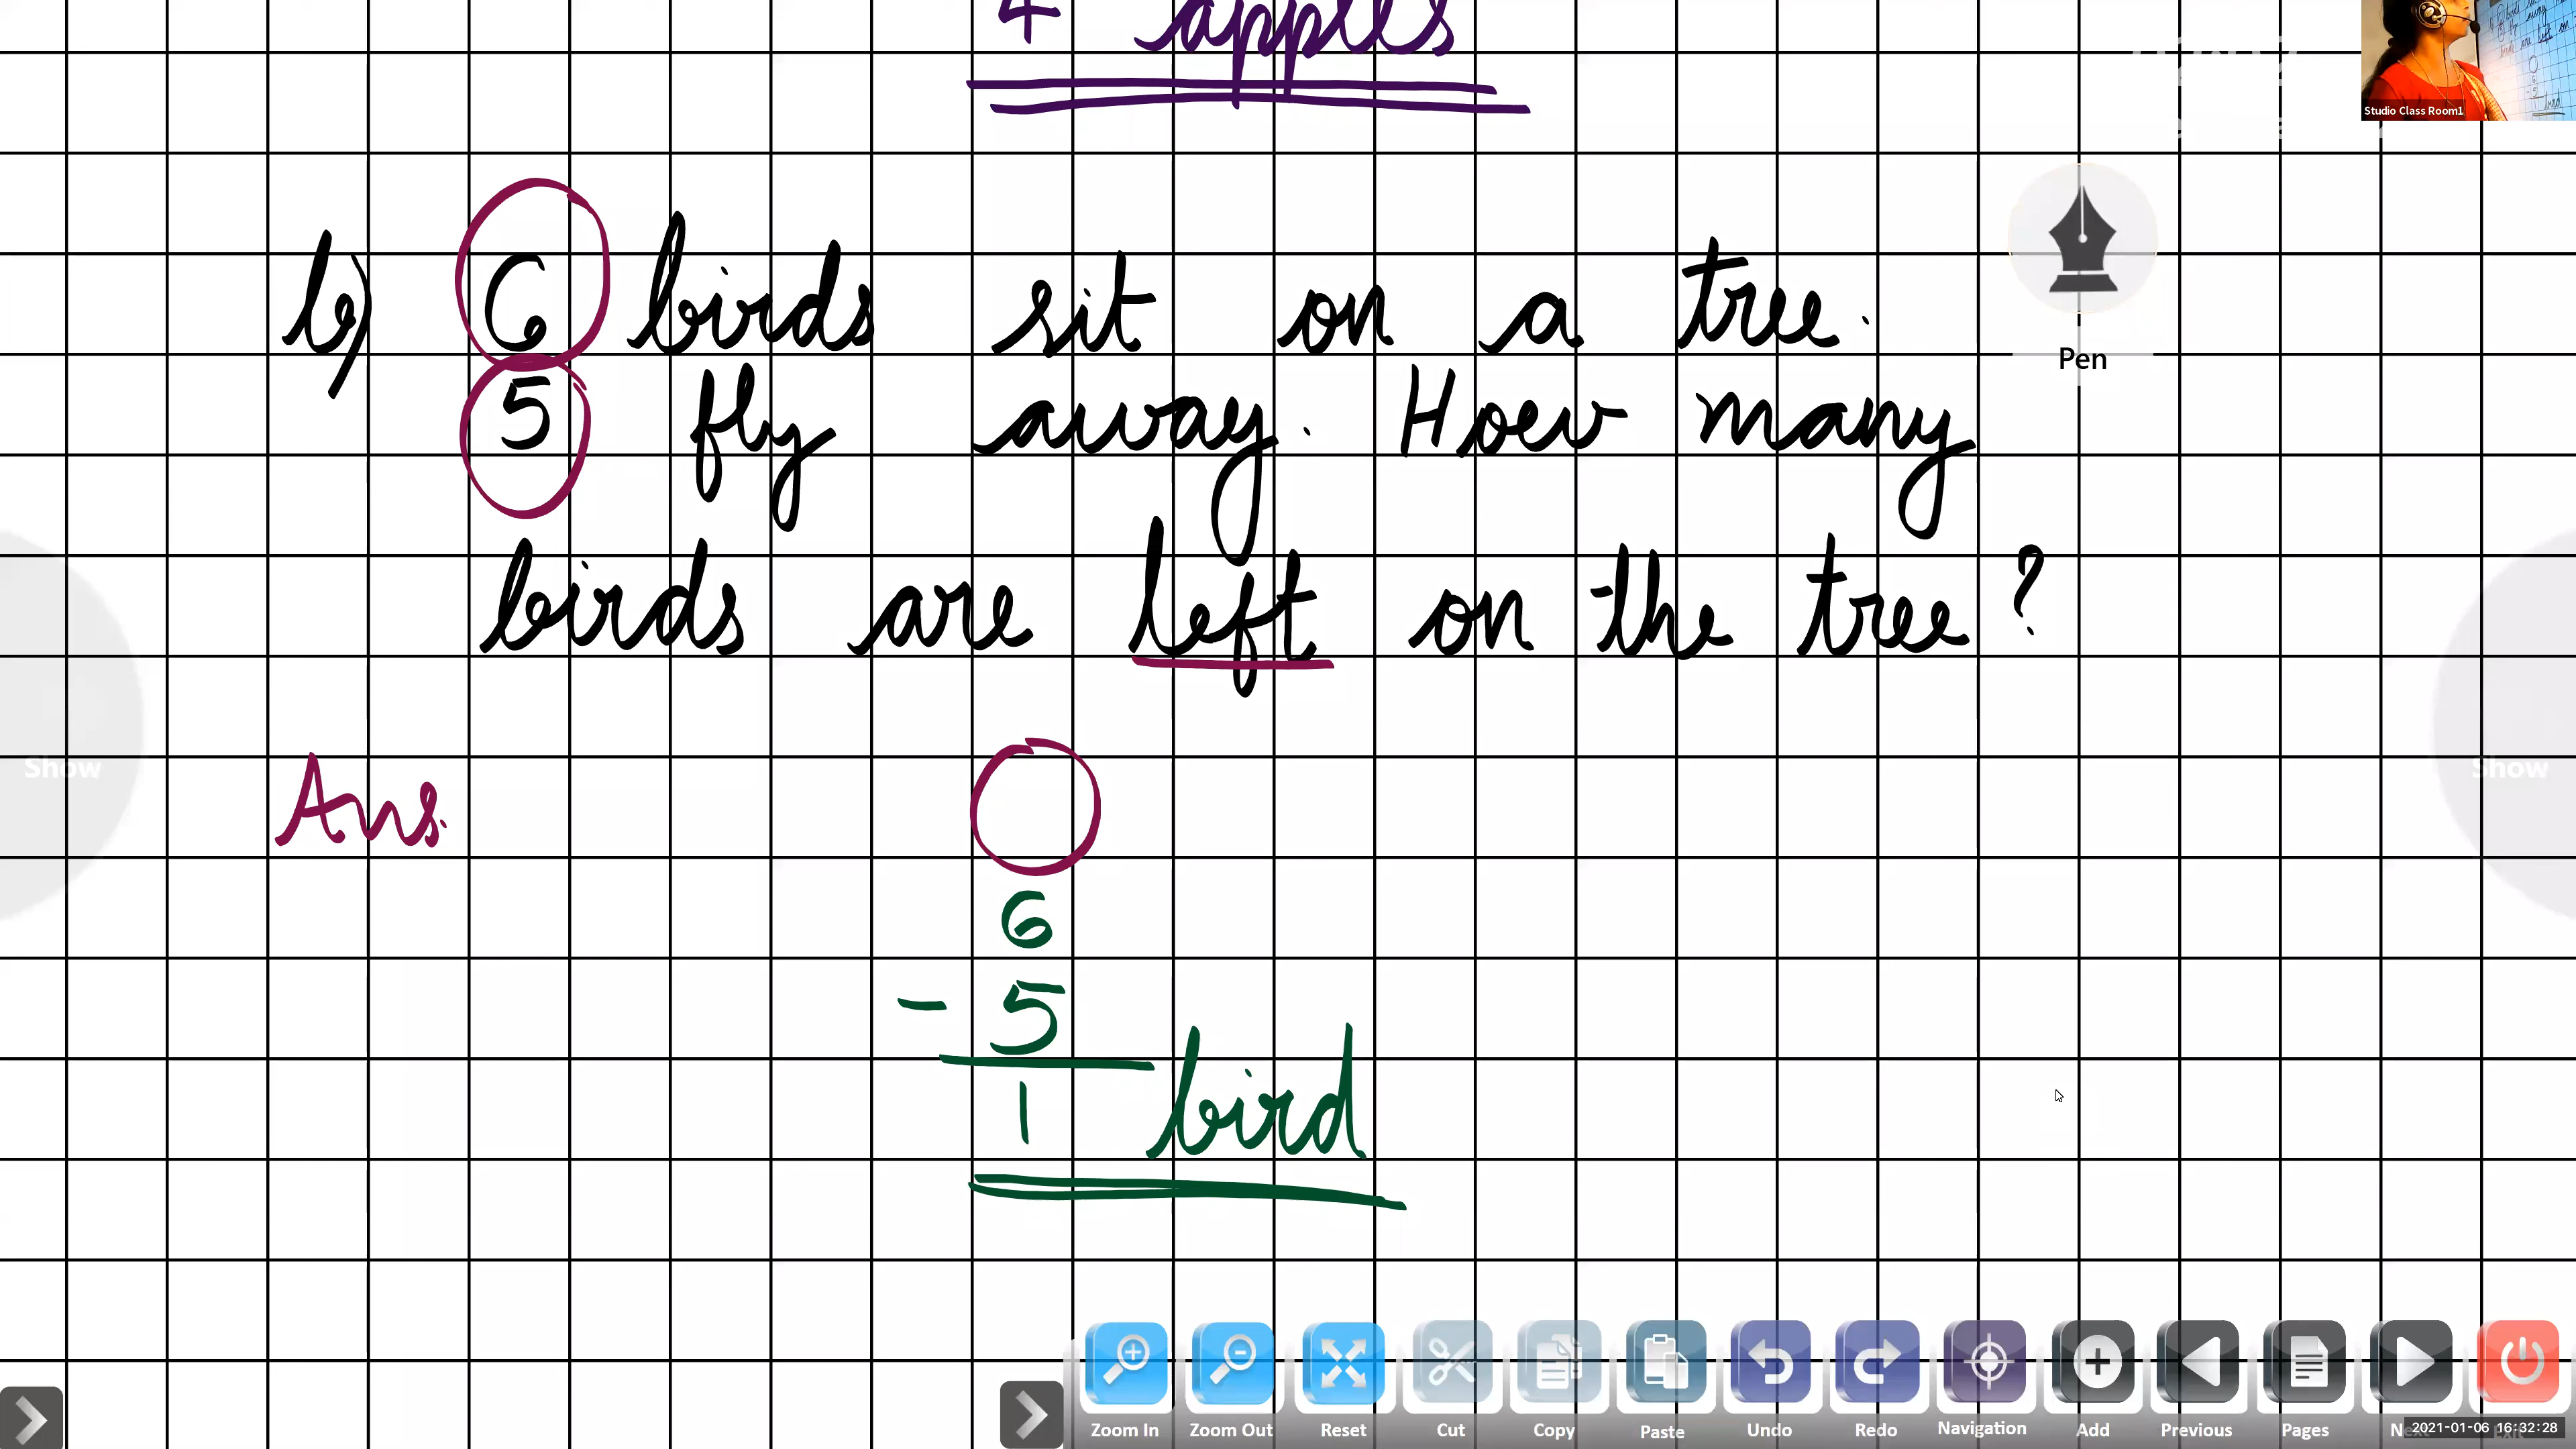 4 apples
Studio Class Room1
b) 6 birds sit on a tree.
5 fly away. How many
birds are left on the tree?
Pen
Show
Show
Ans.
6
- 5
1 bird
Zoom In
Zoom Out
Reset
Cut
Copy
Paste
Undo
Redo
Navigation
Add
Previous
Pages
2021-01-06 16:32:28